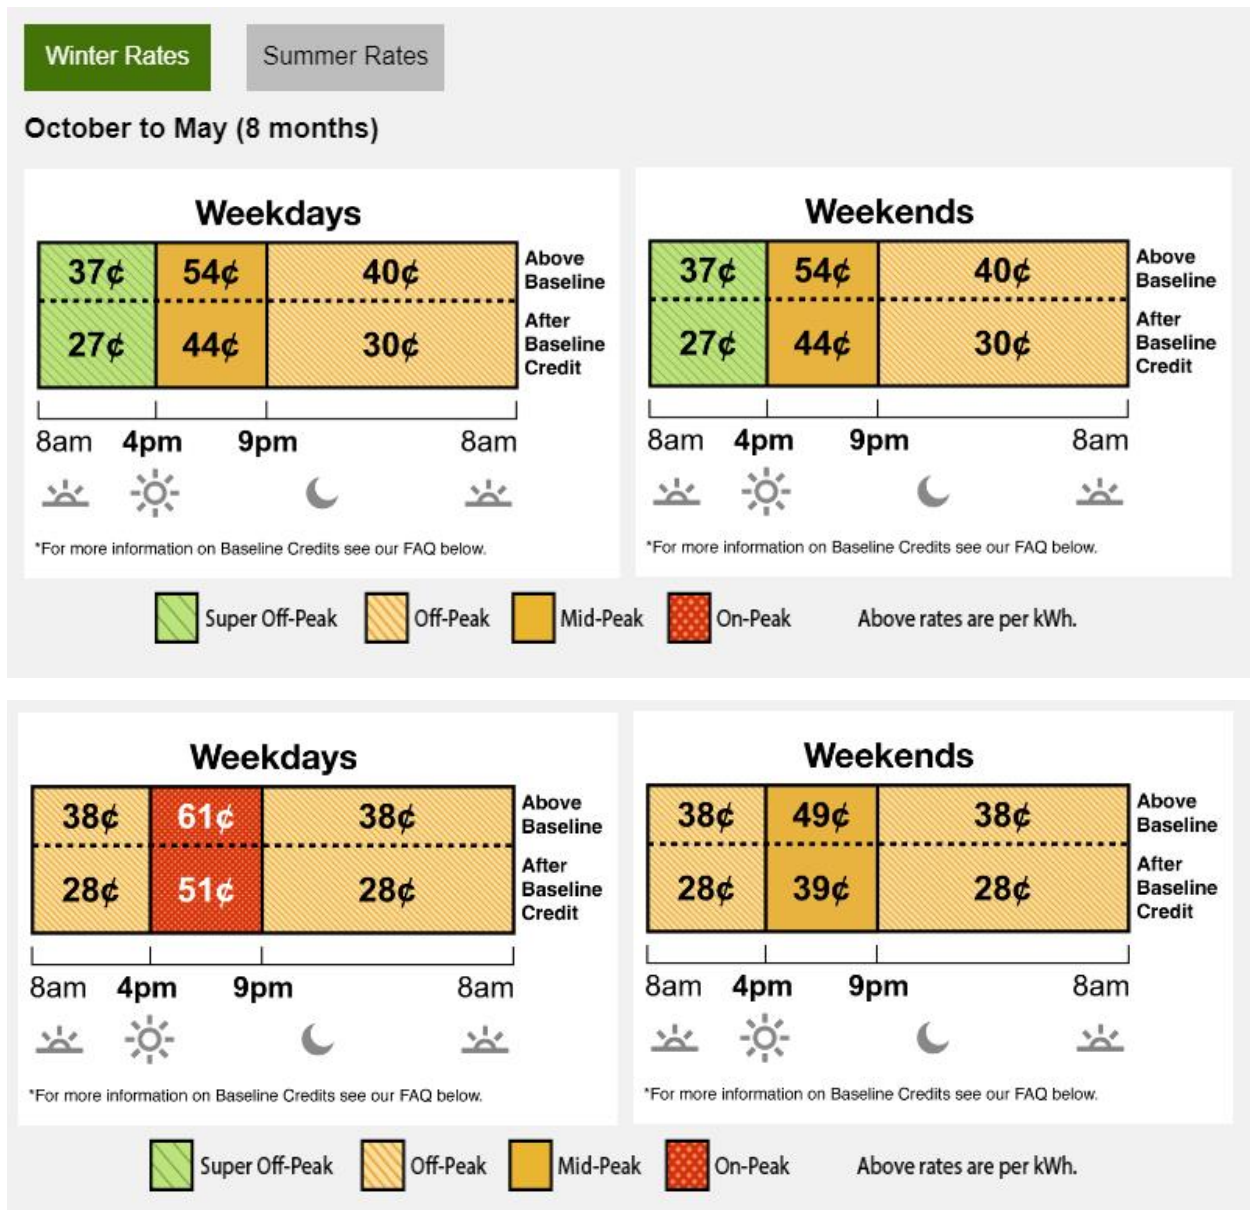 Winter Rates
Summer Rates
October to May (8 months)
Weekdays
37¢ 54¢ 40¢
Above
Baseline
27¢ 44¢ 30¢
After
Baseline
Credit
8am 4pm 9pm 8am
*For more information on Baseline Credits see our FAQ below.
Weekends
37¢ 54¢ 40¢
Above
Baseline
27¢ 44¢ 30¢
After
Baseline
Credit
8am 4pm 9pm 8am
*For more information on Baseline Credits see our FAQ below.
Super Off-Peak Off-Peak Mid-Peak On-Peak Above rates are per kWh.
Weekdays
38¢ 61¢ 38¢
Above
Baseline
28¢ 51¢ 28¢
After
Baseline
Credit
8am 4pm 9pm 8am
*For more information on Baseline Credits see our FAQ below.
Weekends
38¢ 49¢ 38¢
Above
Baseline
28¢ 39¢ 28¢
After
Baseline
Credit
8am 4pm 9pm 8am
*For more information on Baseline Credits see our FAQ below.
Super Off-Peak Off-Peak Mid-Peak On-Peak Above rates are per kWh.